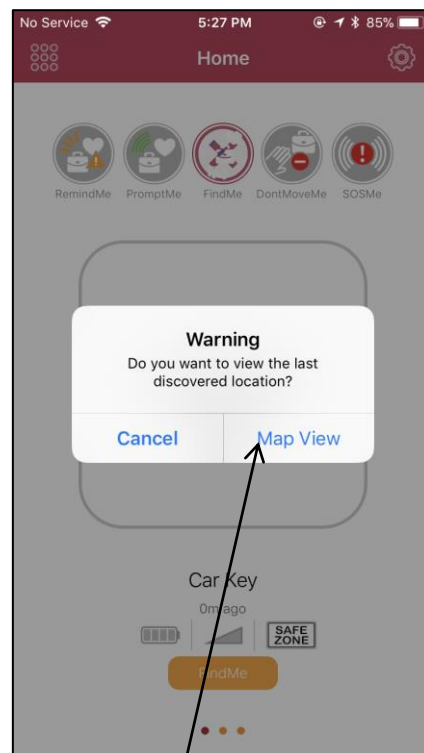 No Service 5:27 PM 85%
Home
RemindMe PromptMe FindMe DontMoveMe SOSMe
Warning
Do you want to view the last
discovered location?
Cancel Map View
Car Key
0m ago
SAFE
ZONE
FindMe